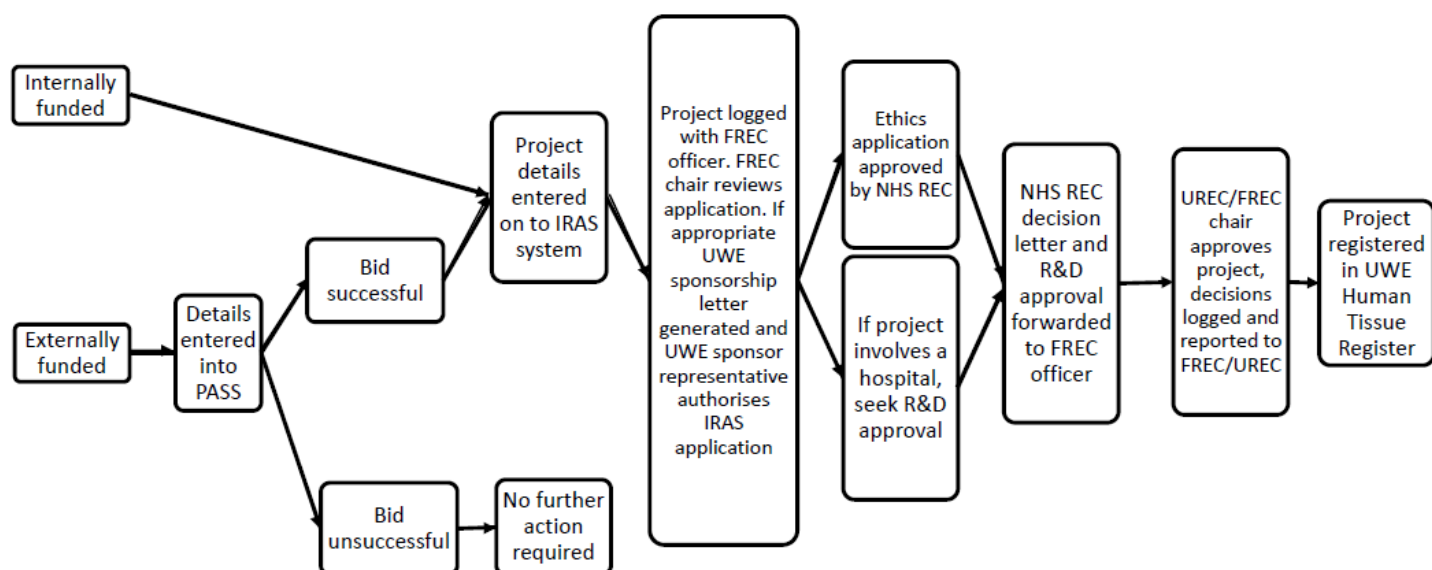 Internally
funded
Externally
funded
Details
entered
into
PASS
Bid
successful
Bid
unsuccessful
No further
action
required
Project
details
entered
on to IRAS
system
Project logged
with FREC
officer. FREC
chair reviews
application. If
appropriate
UWE
sponsorship
letter
generated and
UWE sponsor
representative
authorises
IRAS
application
Ethics
application
approved
by NHS REC
If project
involves a
hospital,
seek R&D
approval
NHS REC
decision
letter and
R&D
approval
forwarded
to FREC
officer
UREC/FREC
chair
approves
project,
decisions
logged and
reported to
FREC/UREC
Project
registered
in UWE
Human
Tissue
Register